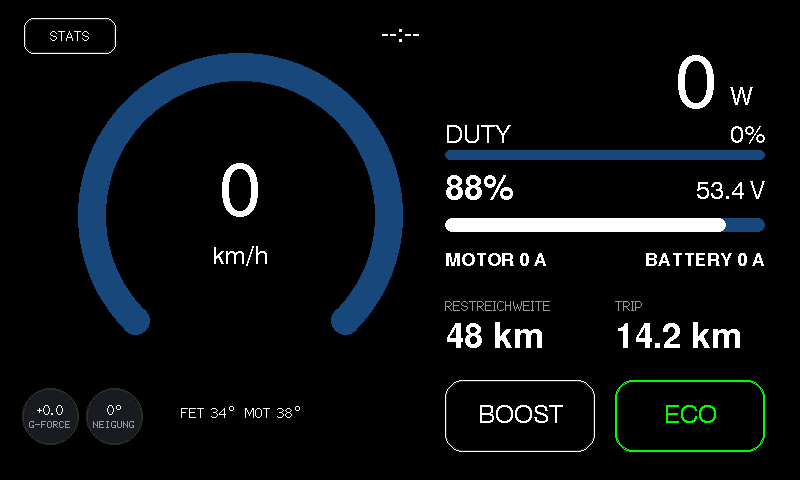 STATS
--:--
0 W
DUTY 0%
88% 53.4 V
0
km/h
MOTOR 0 A BATTERY 0 A
RESTREICHWEITE TRIP
48 km 14.2 km
BOOST ECO
+0.0 0°
G-FORCE NEIGUNG
FET 34° MOT 38°